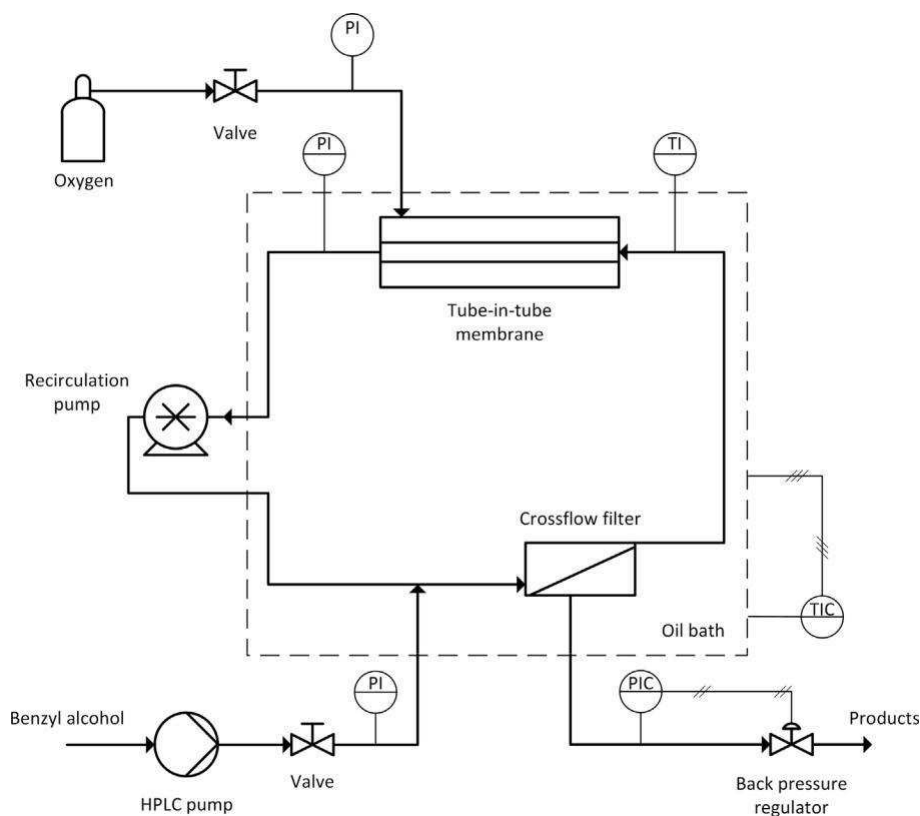 PI
Valve
Oxygen
PI
TI
Tube-in-tube
membrane
Recirculation
pump
Crossflow filter
TIC
Oil bath
PI
PIC
Benzyl alcohol
Products
Valve
HPLC pump
Back pressure
regulator